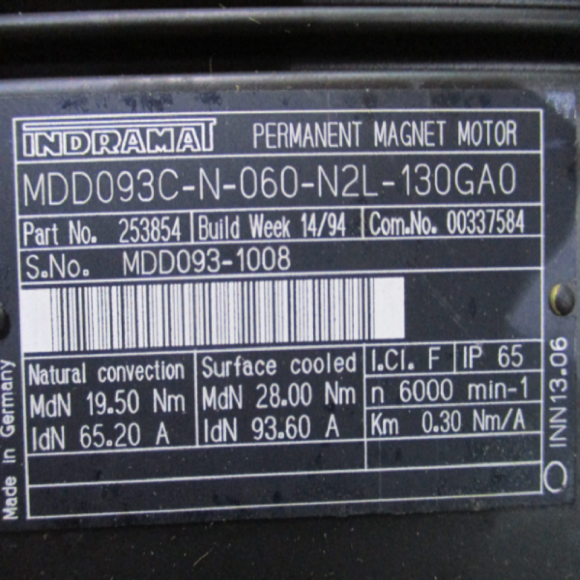 INDRAMAT PERMANENT MAGNET MOTOR
MDD093C-N-060-N2L-130GA0
Part No. 253854 Build Week 14/94 Com.No. 00337584
S.No. MDD093-1008
Natural convection
MdN 19.50 Nm
IdN 65.20 A
Surface cooled
MdN 28.00 Nm
IdN 93.60 A
I.Cl. F IP 65
n 6000 min-1
Km 0.30 Nm/A
Made in Germany
INN13.06